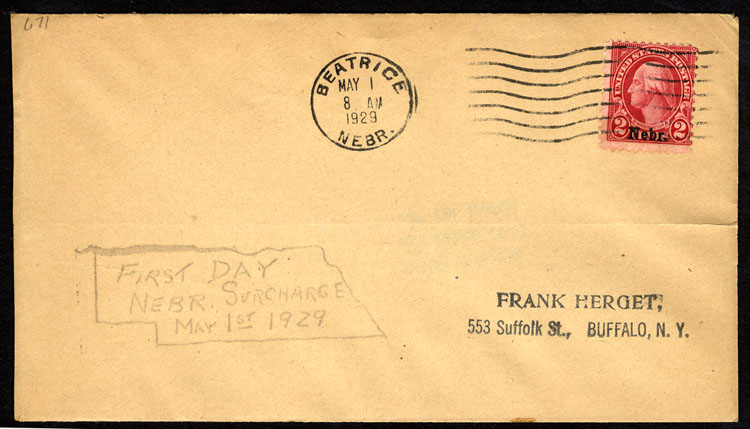 671
BEATRICE
MAY 1
8 AM
1929
NEBR.
UNITED STATES POSTAGE
2 Nebr. 2
FIRST DAY
NEBR. SURCHARGE
MAY 1ST 1929
FRANK HERGET,
553 Suffolk St., BUFFALO, N. Y.